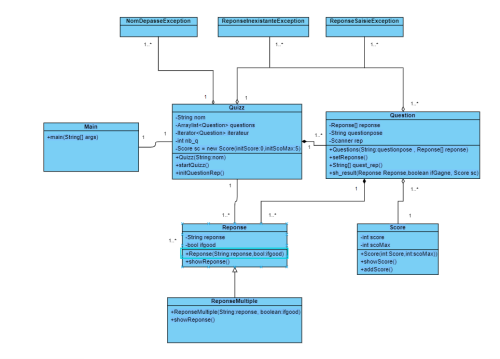 NomDepasseException
ReponseInexistanteException
ReponseSaisieException
1..*
1..*
1..*
1
1
1
Quizz
-String nom
-Arraylist<Question> questions
-Iterator<Question> iterateur
-int nb_q
-Score sc = new Score(initScore:0,initScoMax:5)
+Quizz(String:nom)
+startQuizz()
+initQuestionRep()
Question
-Reponse[] reponse
-String questionpose
-Scanner rep
+Questions(String:questionpose , Reponse[] reponse)
+setReponse()
+String[] quest_rep()
+sh_result(Reponse Reponse,boolean ifGagne, Score sc)
Main
+main(String[] args)
1
1
1..*
1
1
1
1
1..*
1..*
1..*
1..*
Reponse
-String reponse
-bool ifgood
+Reponse(String:reponse,bool:ifgood)
+showReponse()
Score
-int score
-int scoMax
+Score(int:Score,int:scoMax))
+showScore()
+addScore()
ReponseMultiple
+ReponseMultiple(String:reponse, boolean:ifgood)
+showReponse()